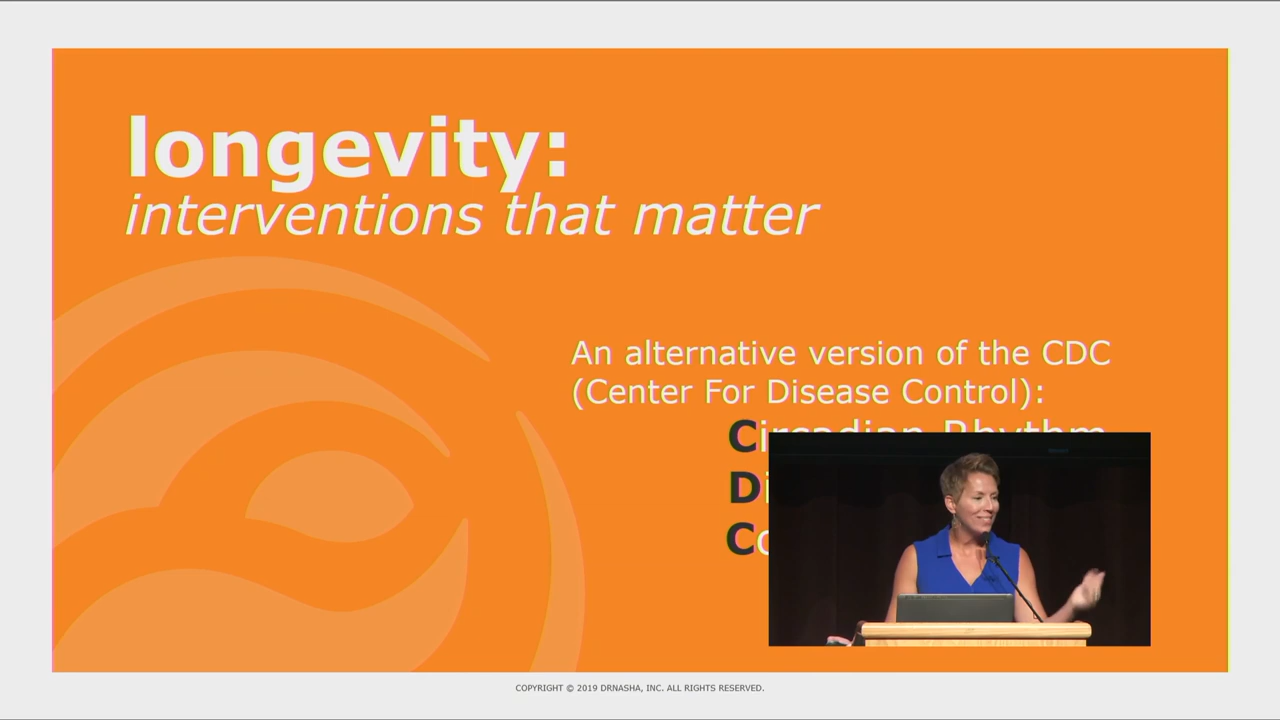 longevity:
interventions that matter
An alternative version of the CDC
(Center For Disease Control):
Circadian Rhythm
COPYRIGHT © 2019 DRNASHA, INC. ALL RIGHTS RESERVED.